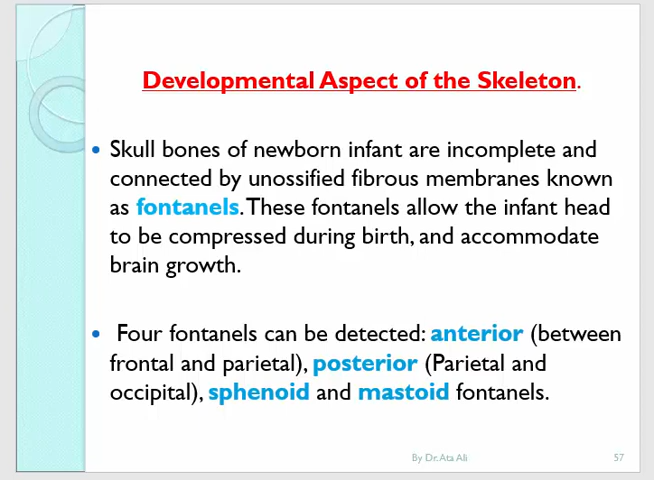 Developmental Aspect of the Skeleton.
• Skull bones of newborn infant are incomplete and
connected by unossified fibrous membranes known
as fontanels. These fontanels allow the infant head
to be compressed during birth, and accommodate
brain growth.
• Four fontanels can be detected: anterior (between
frontal and parietal), posterior (Parietal and
occipital), sphenoid and mastoid fontanels.
By Dr. Ata Ali
57